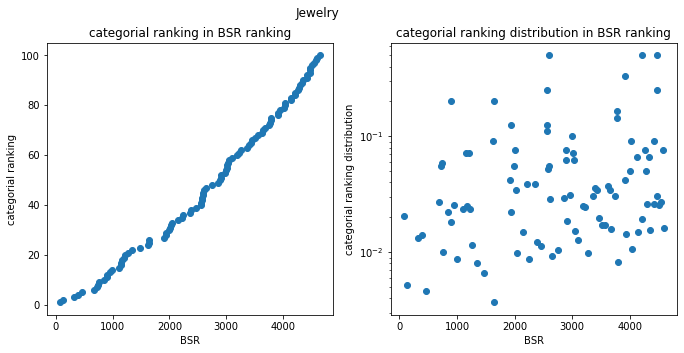 Jewelry
categorial ranking in BSR ranking
categorial ranking
100
80
60
40
20
0
0
1000
2000
3000
4000
BSR
categorial ranking distribution in BSR ranking
categorial ranking distribution
10⁻¹
10⁻²
0
1000
2000
3000
4000
BSR